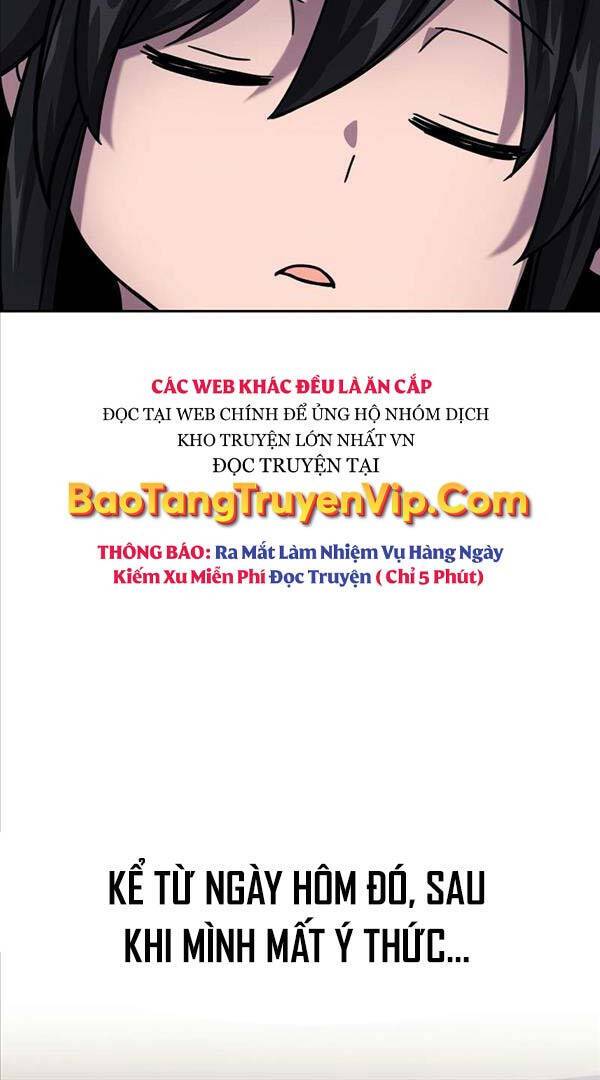 CÁC WEB KHÁC ĐỀU LÀ ĂN CẮP
ĐỌC TẠI WEB CHÍNH ĐỂ ỦNG HỘ NHÓM DỊCH
KHO TRUYỆN LỚN NHẤT VN
ĐỌC TRUYỆN TẠI
BaoTangTruyenVip.Com
THÔNG BÁO: Ra Mắt Làm Nhiệm Vụ Hàng Ngày
Kiếm Xu Miễn Phí Đọc Truyện ( Chỉ 5 Phút)
KỂ TỪ NGÀY HÔM ĐÓ, SAU
KHI MÌNH MẤT Ý THỨC...